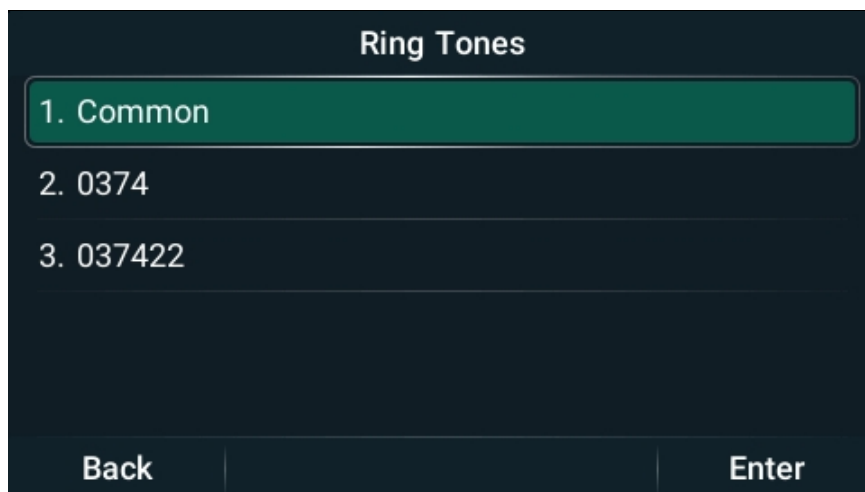 Ring Tones
1. Common
2. 0374
3. 037422
Back Enter